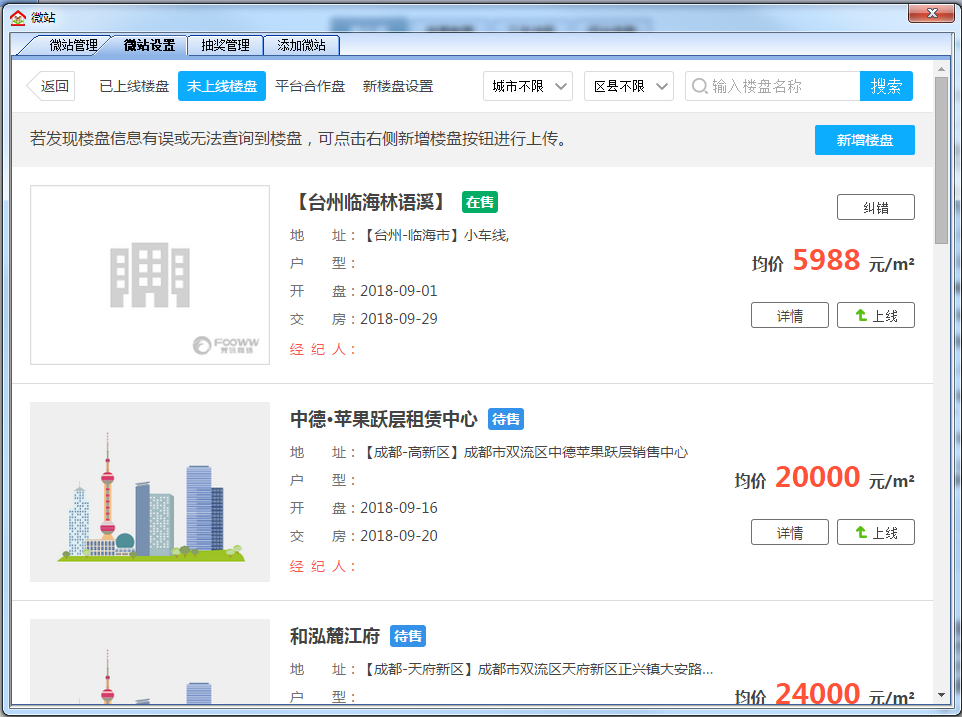 微站
微站管理 微站设置 抽奖管理 添加微站
返回 已上线楼盘 未上线楼盘 平台合作盘 新楼盘设置 城市不限 区县不限 输入楼盘名称 搜索
若发现楼盘信息有误或无法查询到楼盘，可点击右侧新增楼盘按钮进行上传。 新增楼盘
【台州临海林语溪】 在售 纠错
地 址：【台州-临海市】小车线,
户 型：
均价 5988 元/m²
开 盘：2018-09-01
交 房：2018-09-29
详情 上线
经 纪 人：
FOOWW
中德·苹果跃层租赁中心 待售
地 址：【成都-高新区】成都市双流区中德苹果跃层销售中心
户 型：
均价 20000 元/m²
开 盘：2018-09-16
交 房：2018-09-20
详情 上线
经 纪 人：
和泓麓江府 待售
地 址：【成都-天府新区】成都市双流区天府新区正兴镇大安路...
户 型：
均价 24000 元/m²